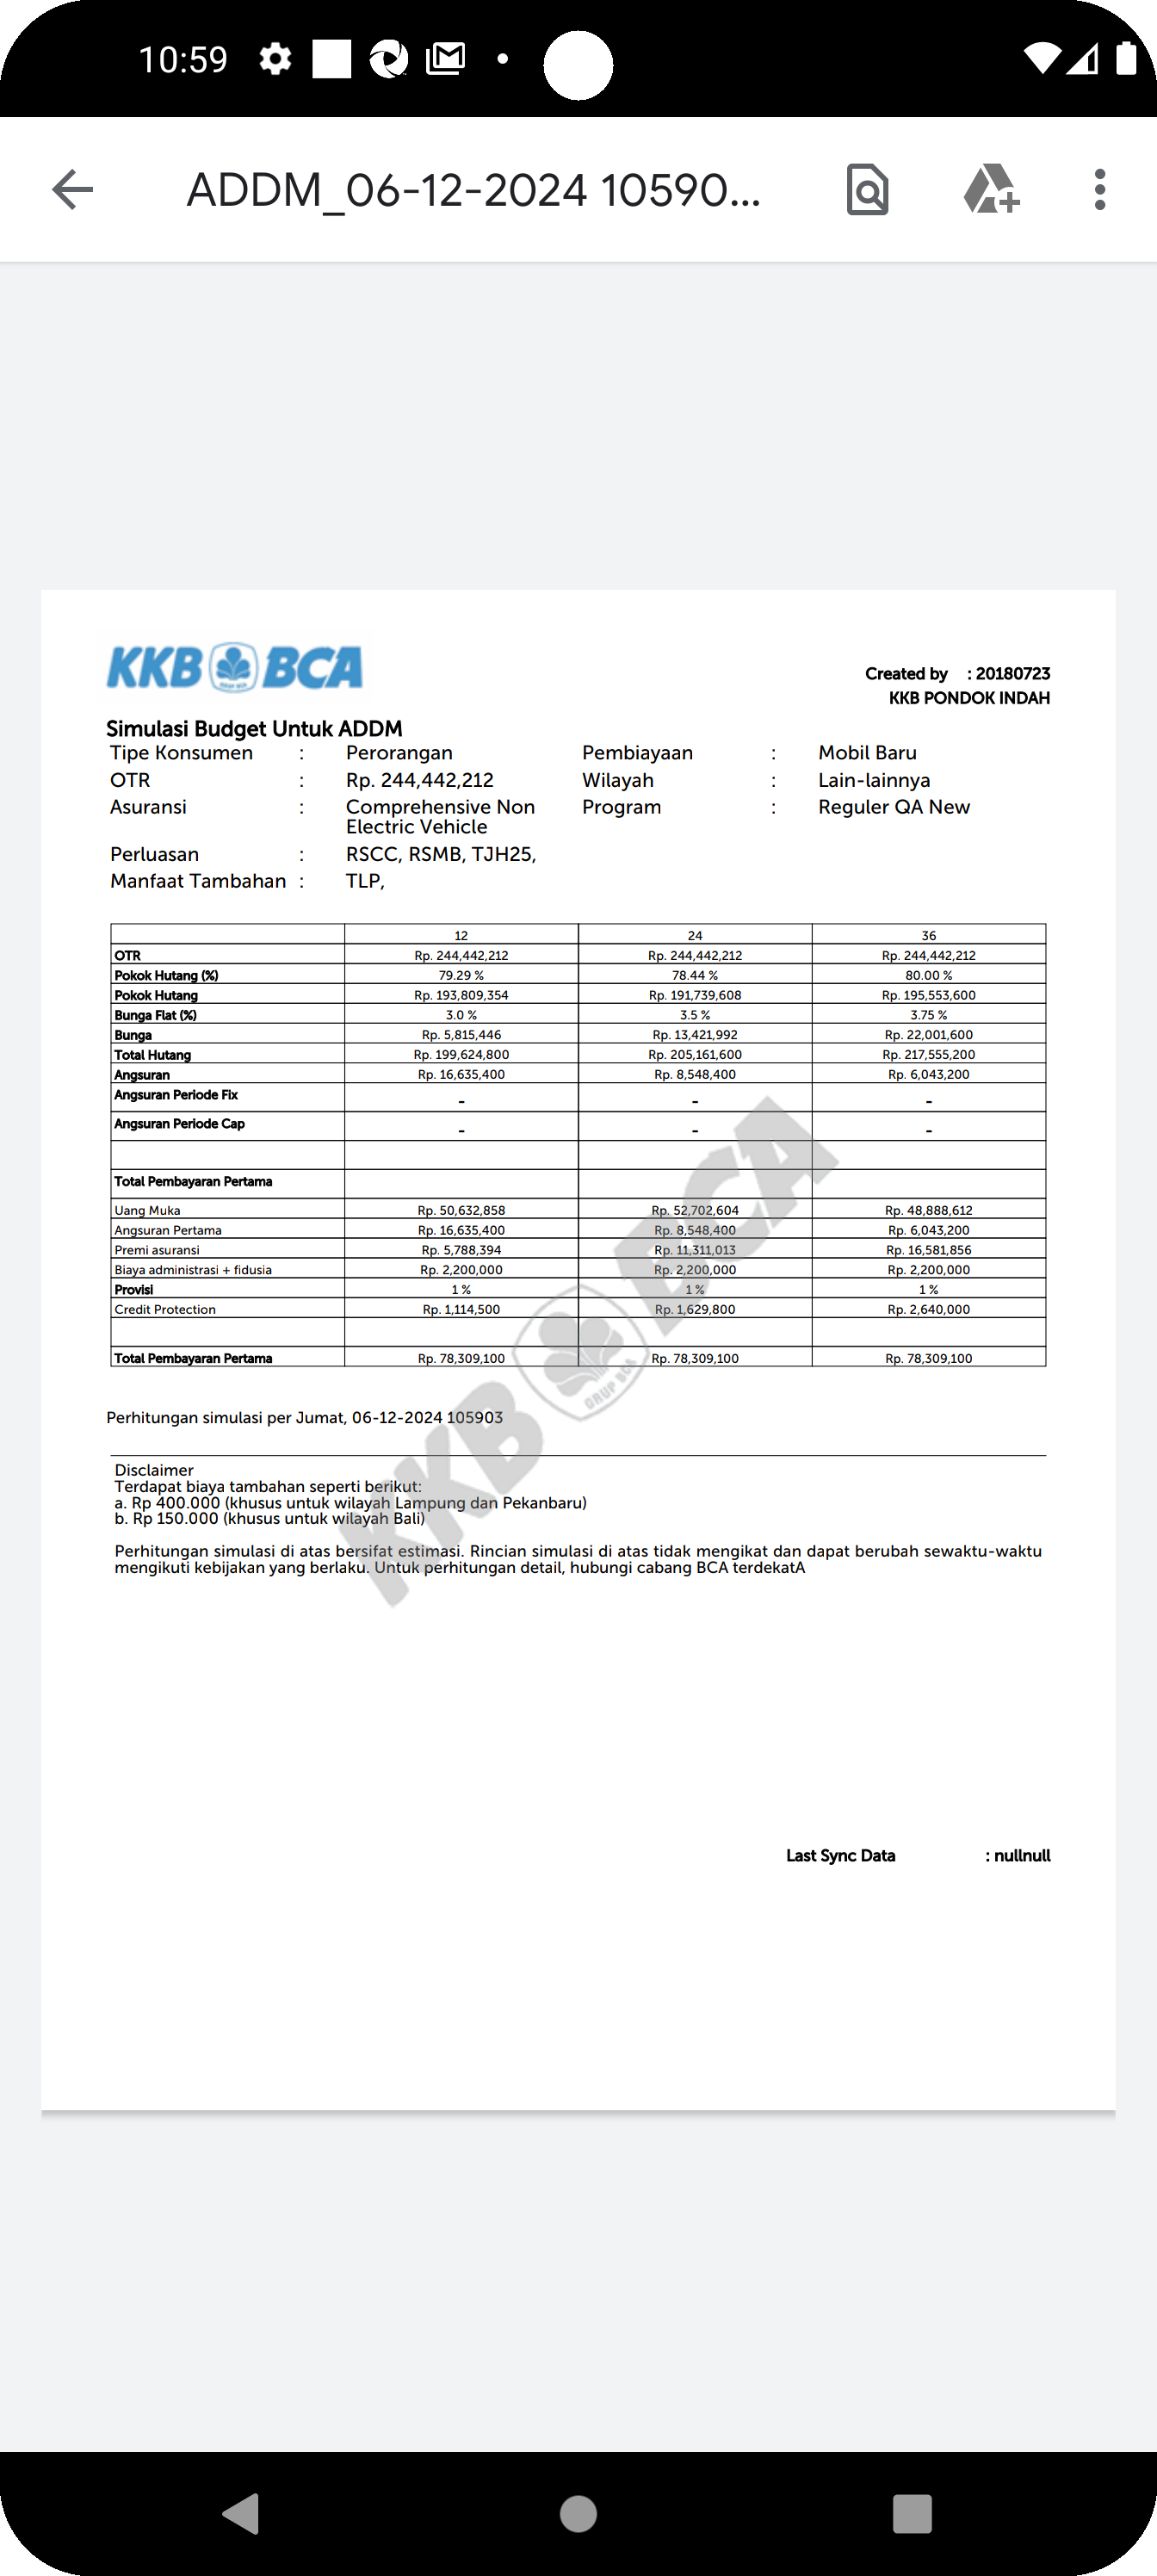 10:59
ADDM_06-12-2024 10590...
KKB BCA
GRUP BCA
Created by : 20180723
KKB PONDOK INDAH
Simulasi Budget Untuk ADDM
Tipe Konsumen : Perorangan Pembiayaan : Mobil Baru
OTR : Rp. 244,442,212 Wilayah : Lain-lainnya
Asuransi : Comprehensive Non Program : Reguler QA New
Electric Vehicle
Perluasan : RSCC, RSMB, TJH25,
Manfaat Tambahan : TLP,
12 24 36
OTR Rp. 244,442,212 Rp. 244,442,212 Rp. 244,442,212
Pokok Hutang (%) 79.29 % 78.44 % 80.00 %
Pokok Hutang Rp. 193,809,354 Rp. 191,739,608 Rp. 195,553,600
Bunga Flat (%) 3.0 % 3.5 % 3.75 %
Bunga Rp. 5,815,446 Rp. 13,421,992 Rp. 22,001,600
Total Hutang Rp. 199,624,800 Rp. 205,161,600 Rp. 217,555,200
Angsuran Rp. 16,635,400 Rp. 8,548,400 Rp. 6,043,200
Angsuran Periode Fix - - -
Angsuran Periode Cap - - -
Total Pembayaran Pertama
Uang Muka Rp. 50,632,858 Rp. 52,702,604 Rp. 48,888,612
Angsuran Pertama Rp. 16,635,400 Rp. 8,548,400 Rp. 6,043,200
Premi asuransi Rp. 5,788,394 Rp. 11,311,013 Rp. 16,581,856
Biaya administrasi + fidusia Rp. 2,200,000 Rp. 2,200,000 Rp. 2,200,000
Provisi 1 % 1 % 1 %
Credit Protection Rp. 1,114,500 Rp. 1,629,800 Rp. 2,640,000
Total Pembayaran Pertama Rp. 78,309,100 Rp. 78,309,100 Rp. 78,309,100
KKB BCA
GRUP BCA
Perhitungan simulasi per Jumat, 06-12-2024 105903
Disclaimer
Terdapat biaya tambahan seperti berikut:
a. Rp 400.000 (khusus untuk wilayah Lampung dan Pekanbaru)
b. Rp 150.000 (khusus untuk wilayah Bali)
Perhitungan simulasi di atas bersifat estimasi. Rincian simulasi di atas tidak mengikat dan dapat berubah sewaktu-waktu
mengikuti kebijakan yang berlaku. Untuk perhitungan detail, hubungi cabang BCA terdekatA
Last Sync Data : nullnull